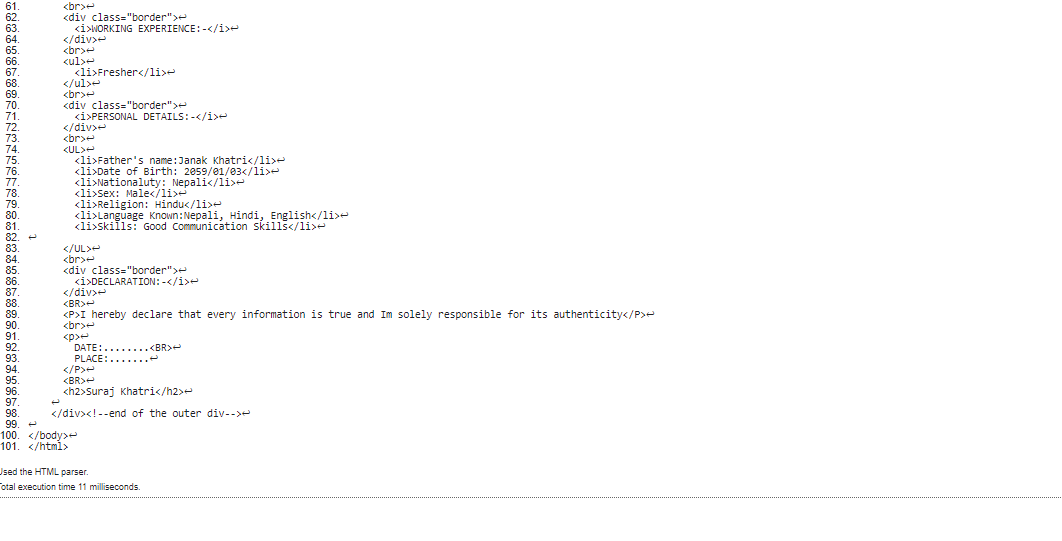 61. <br>↩
62. <div class="border">↩
63. <i>WORKING EXPERIENCE:-</i>↩
64. </div>↩
65. <br>↩
66. <ul>↩
67. <li>Fresher</li>↩
68. </ul>↩
69. <br>↩
70. <div class="border">↩
71. <i>PERSONAL DETAILS:-</i>↩
72. </div>↩
73. <br>↩
74. <UL>↩
75. <li>Father's name:Janak Khatri</li>↩
76. <li>Date of Birth: 2059/01/03</li>↩
77. <li>Nationaluty: Nepali</li>↩
78. <li>Sex: Male</li>↩
79. <li>Religion: Hindu</li>↩
80. <li>Language Known:Nepali, Hindi, English</li>↩
81. <li>Skills: Good Communication Skills</li>↩
82. ↩
83. </UL>↩
84. <br>↩
85. <div class="border">↩
86. <i>DECLARATION:-</i>↩
87. </div>↩
88. <BR>↩
89. <P>I hereby declare that every information is true and Im solely responsible for its authenticity</P>↩
90. <br>↩
91. <p>↩
92. DATE:........<BR>↩
93. PLACE:.......↩
94. </P>↩
95. <BR>↩
96. <h2>Suraj Khatri</h2>↩
97. ↩
98. </div><!--end of the outer div-->↩
99. ↩
100. </body>↩
101. </html>
Used the HTML parser.
Total execution time 11 milliseconds.